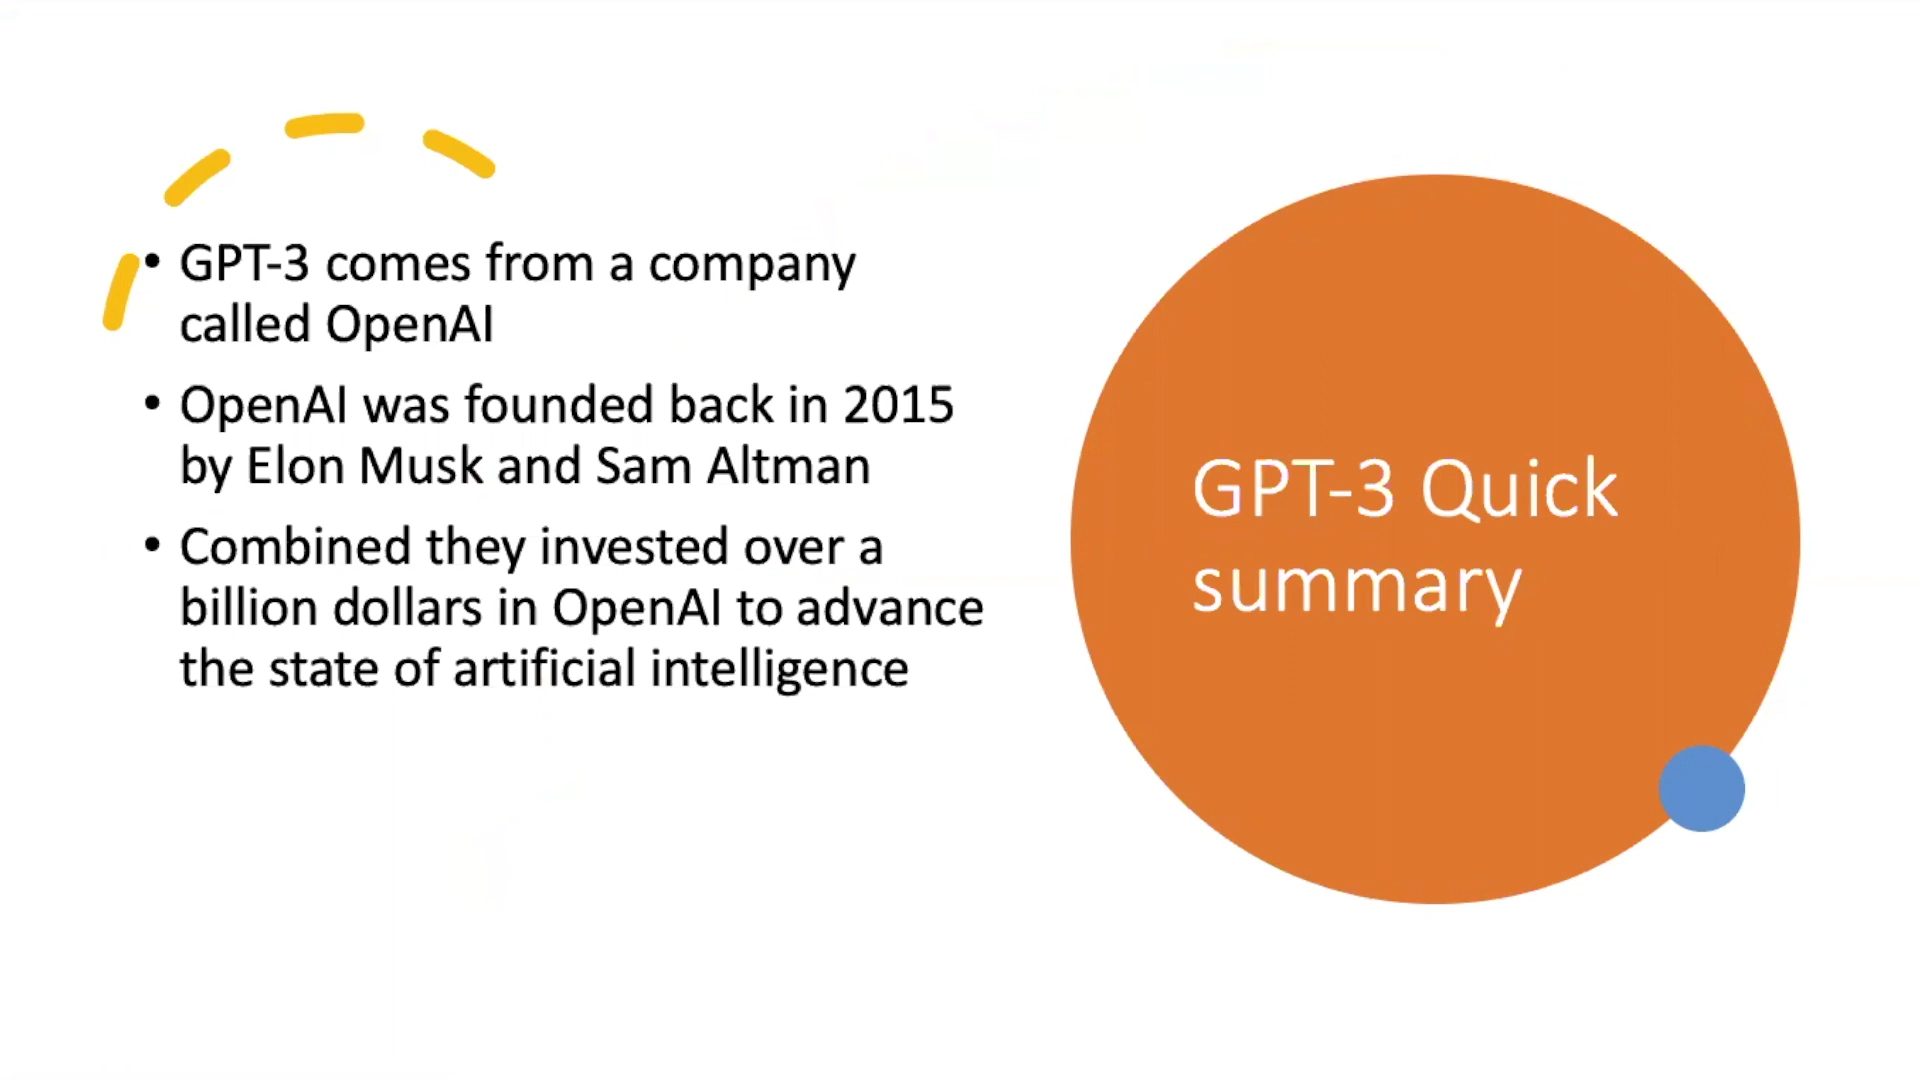 • GPT-3 comes from a company
called OpenAI
• OpenAI was founded back in 2015
by Elon Musk and Sam Altman
• Combined they invested over a
billion dollars in OpenAI to advance
the state of artificial intelligence
GPT-3 Quick
summary